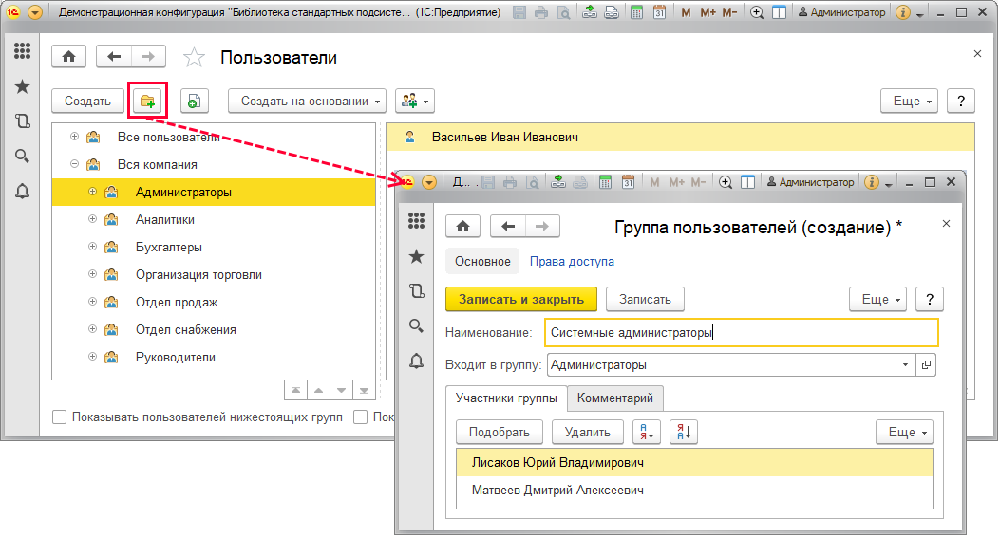 Демонстрационная конфигурация "Библиотека стандартных подсисте... (1С:Предприятие) M M+ M- Администратор
Пользователи
Создать Создать на основании Еще ?
Все пользователи
Вся компания
Администраторы
Аналитики
Бухгалтеры
Организация торговли
Отдел продаж
Отдел снабжения
Руководители
Показывать пользователей нижестоящих групп Пок
Васильев Иван Иванович
Д... M M+ M- Администратор
Группа пользователей (создание) *
Основное Права доступа
Записать и закрыть Записать Еще ?
Наименование: Системные администраторы
Входит в группу: Администраторы
Участники группы Комментарий
Подобрать Удалить Еще
Лисаков Юрий Владимирович
Матвеев Дмитрий Алексеевич